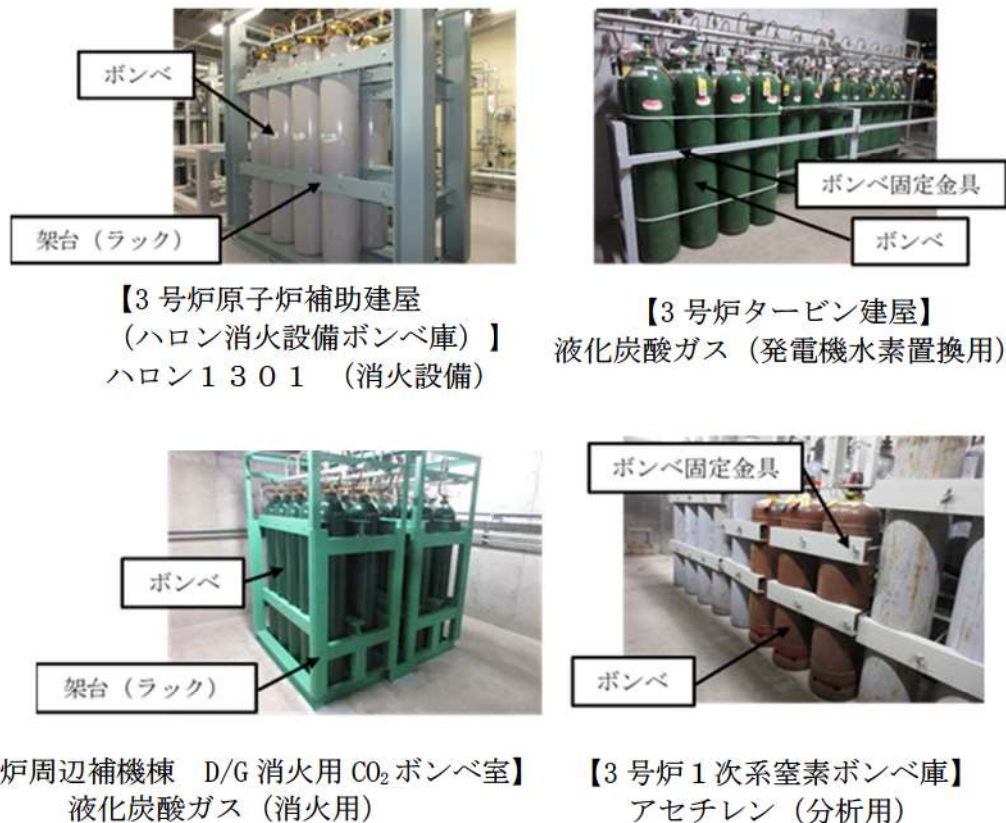 ボンベ
架台（ラック）
【3 号炉原子炉補助建屋
（ハロン消火設備ボンベ庫）】
ハロン１３０１　（消火設備）
ボンベ固定金具
ボンベ
【3 号炉タービン建屋】
液化炭酸ガス（発電機水素置換用）
ボンベ
架台（ラック）
炉周辺補機棟　D/G 消火用 CO₂ ボンベ室】
液化炭酸ガス（消火用）
ボンベ固定金具
ボンベ
【3 号炉１次系窒素ボンベ庫】
アセチレン（分析用）